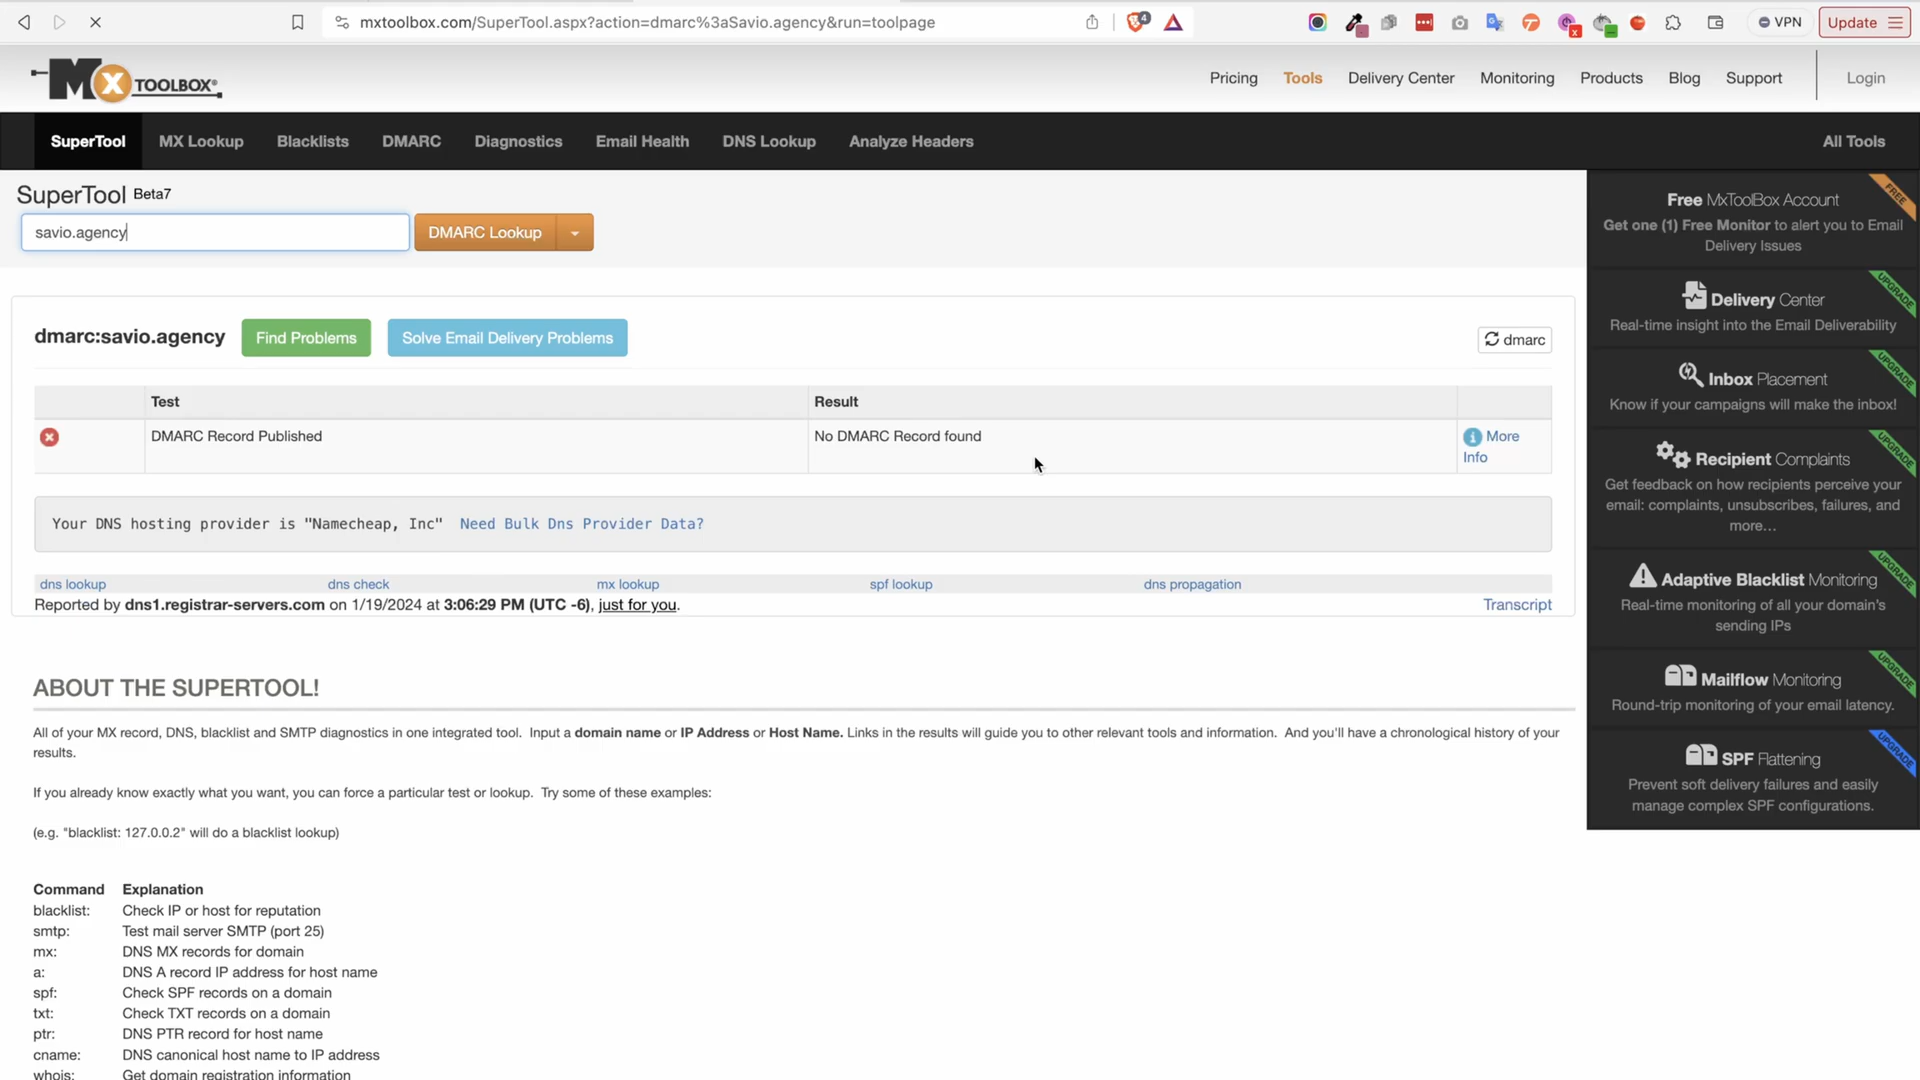 mxtoolbox.com/SuperTool.aspx?action=dmarc%3aSavio.agency&run=toolpage
4
VPN
Update
MX TOOLBOX®
Pricing
Tools
Delivery Center
Monitoring
Products
Blog
Support
Login
SuperTool
MX Lookup
Blacklists
DMARC
Diagnostics
Email Health
DNS Lookup
Analyze Headers
All Tools
SuperTool Beta7
savio.agency
DMARC Lookup
dmarc:savio.agency
Find Problems
Solve Email Delivery Problems
dmarc
Test
Result
DMARC Record Published
No DMARC Record found
More
Info
Your DNS hosting provider is "Namecheap, Inc" Need Bulk Dns Provider Data?
dns lookup
dns check
mx lookup
spf lookup
dns propagation
Reported by dns1.registrar-servers.com on 1/19/2024 at 3:06:29 PM (UTC -6), just for you.
Transcript
ABOUT THE SUPERTOOL!
All of your MX record, DNS, blacklist and SMTP diagnostics in one integrated tool. Input a domain name or IP Address or Host Name. Links in the results will guide you to other relevant tools and information. And you'll have a chronological history of your
results.
If you already know exactly what you want, you can force a particular test or lookup. Try some of these examples:
(e.g. "blacklist: 127.0.0.2" will do a blacklist lookup)
Command Explanation
blacklist: Check IP or host for reputation
smtp: Test mail server SMTP (port 25)
mx: DNS MX records for domain
a: DNS A record IP address for host name
spf: Check SPF records on a domain
txt: Check TXT records on a domain
ptr: DNS PTR record for host name
cname: DNS canonical host name to IP address
whois: Get domain registration information
FREE
Free MxToolBox Account
Get one (1) Free Monitor to alert you to Email
Delivery Issues
UPGRADE
Delivery Center
Real-time insight into the Email Deliverability
UPGRADE
Inbox Placement
Know if your campaigns will make the inbox!
UPGRADE
Recipient Complaints
Get feedback on how recipients perceive your
email: complaints, unsubscribes, failures, and
more...
UPGRADE
Adaptive Blacklist Monitoring
Real-time monitoring of all your domain's
sending IPs
UPGRADE
Mailflow Monitoring
Round-trip monitoring of your email latency.
UPGRADE
SPF Flattening
Prevent soft delivery failures and easily
manage complex SPF configurations.